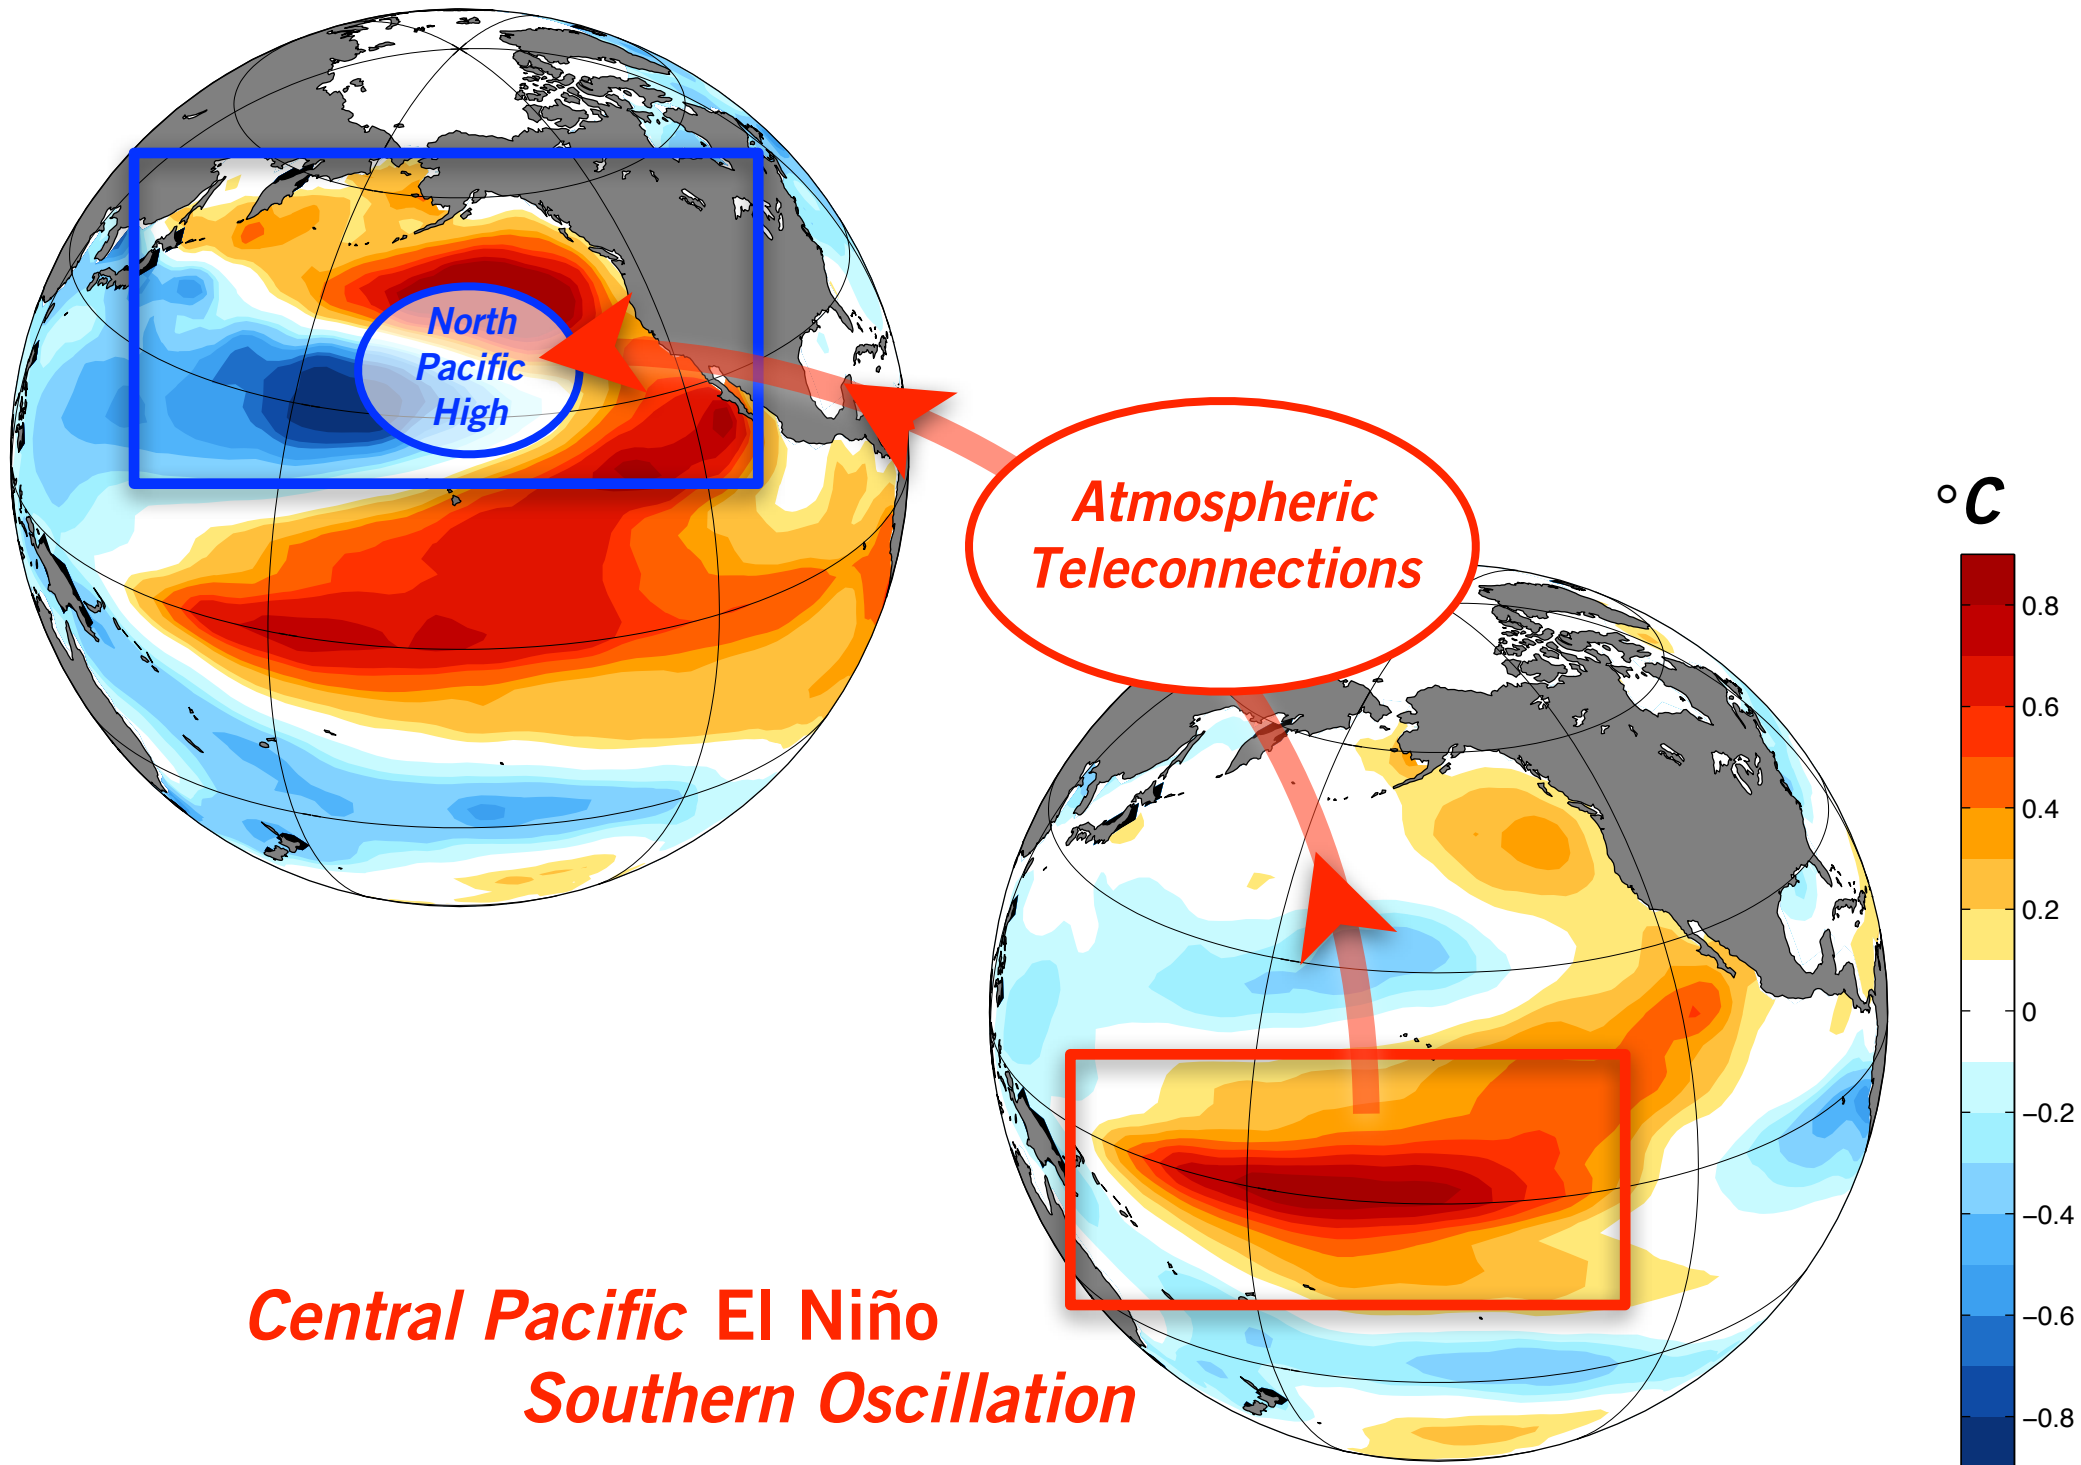 North
Pacific
High
Atmospheric
Teleconnections
°C
0.8
0.6
0.4
0.2
0
−0.2
−0.4
−0.6
−0.8
Central Pacific El Niño
Southern Oscillation